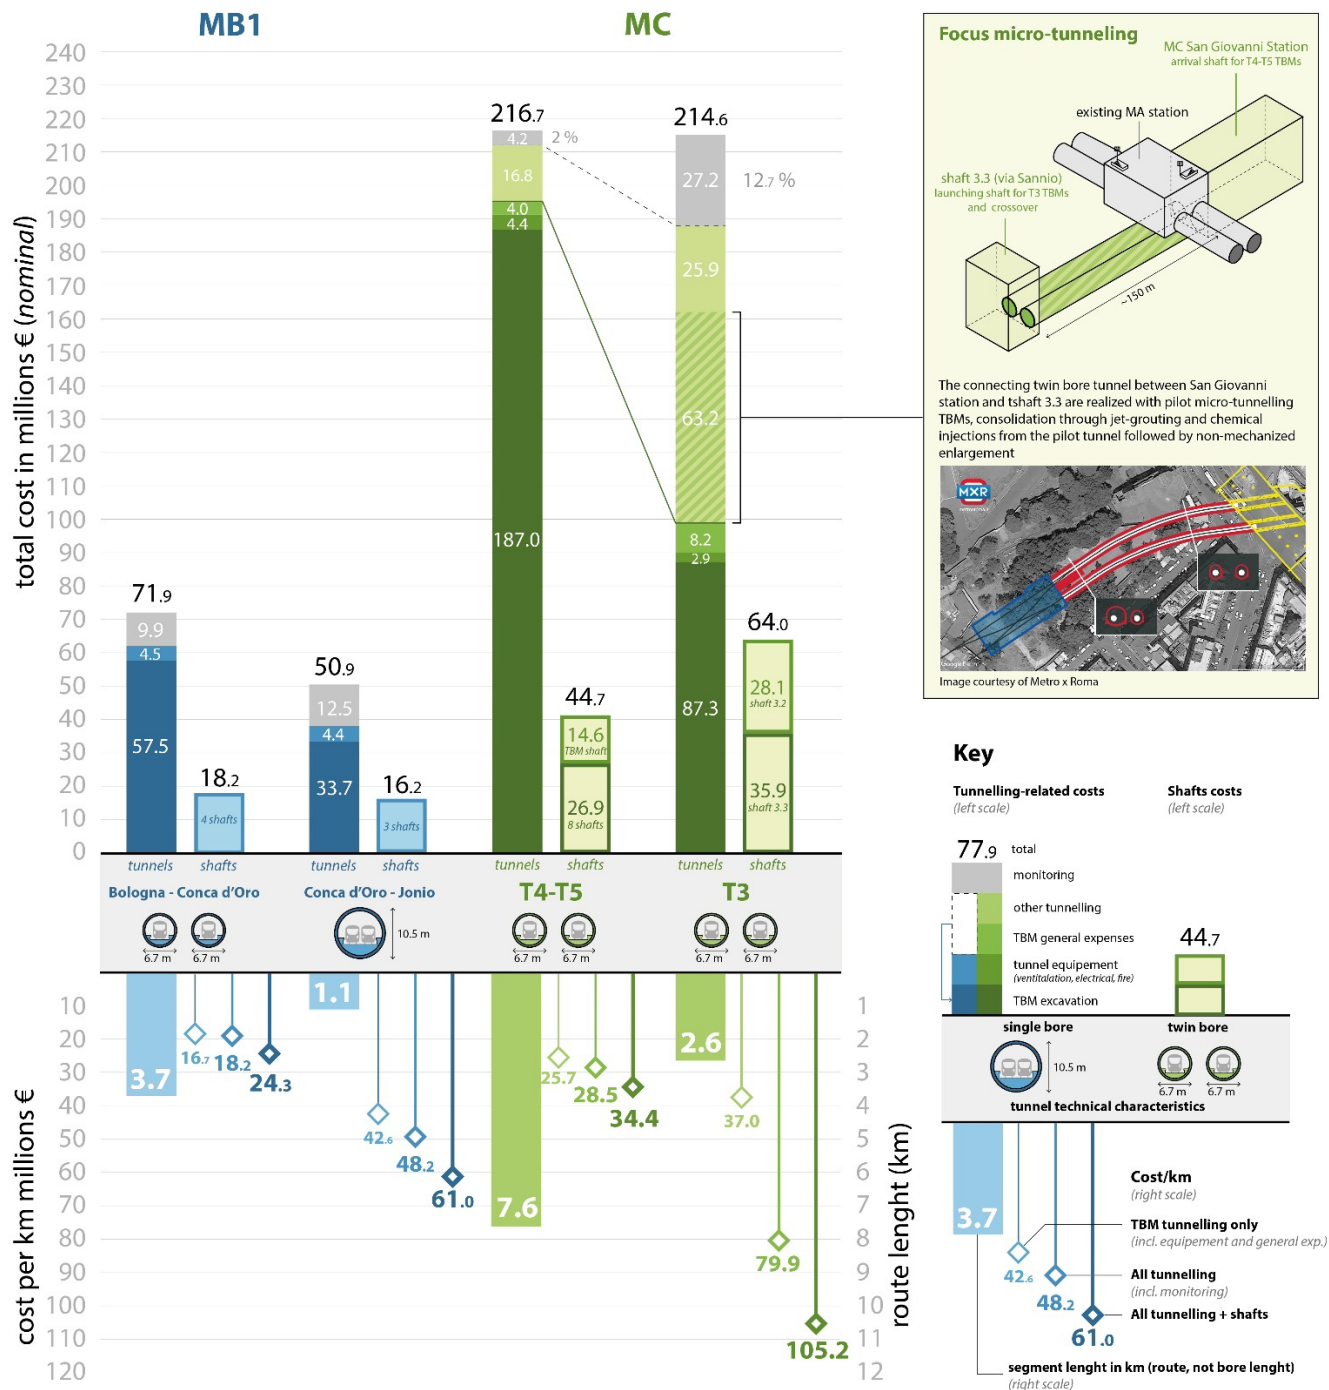 MB1
MC
total cost in millions € (nominal)
240
230
220
210
200
190
180
170
160
150
140
130
120
110
100
90
80
70
60
50
40
30
20
10
0
71.9
9.9
4.5
57.5
18.2
4 shafts
50.9
12.5
4.4
33.7
16.2
3 shafts
216.7
4.2
2 %
16.8
4.0
4.4
187.0
44.7
14.6
TBM shaft
26.9
8 shafts
214.6
27.2
12.7 %
25.9
63.2
8.2
2.9
87.3
64.0
28.1
shaft 3.2
35.9
shaft 3.3
tunnels shafts tunnels shafts tunnels shafts tunnels shafts
Bologna - Conca d'Oro
Conca d'Oro - Jonio
T4-T5
T3
6.7 m 6.7 m
10.5 m
6.7 m 6.7 m
6.7 m 6.7 m
cost per km millions €
10
20
30
40
50
60
70
80
90
100
110
120
3.7
16.7
18.2
24.3
1.1
42.6
48.2
61.0
7.6
25.7
28.5
34.4
2.6
37.0
79.9
105.2
1
2
3
4
5
6
7
8
9
10
11
12
route lenght (km)
Focus micro-tunneling
MC San Giovanni Station
arrival shaft for T4-T5 TBMs
existing MA station
shaft 3.3 (via Sannio)
launching shaft for T3 TBMs
and crossover
~150 m
The connecting twin bore tunnel between San Giovanni
station and tshaft 3.3 are realized with pilot micro-tunnelling
TBMs, consolidation through jet-grouting and chemical
injections from the pilot tunnel followed by non-mechanized
enlargement
MXR
Image courtesy of Metro x Roma
Key
Tunnelling-related costs
(left scale)
Shafts costs
(left scale)
77.9 total
monitoring
other tunnelling
TBM general expenses
tunnel equipement
(ventitalation, electrical, fire)
TBM excavation
44.7
single bore
twin bore
10.5 m
6.7 m 6.7 m
tunnel technical characteristics
3.7
42.6
48.2
61.0
Cost/km
(right scale)
TBM tunnelling only
(incl. equipement and general exp.)
All tunnelling
(incl. monitoring)
All tunnelling + shafts
segment lenght in km (route, not bore lenght)
(right scale)